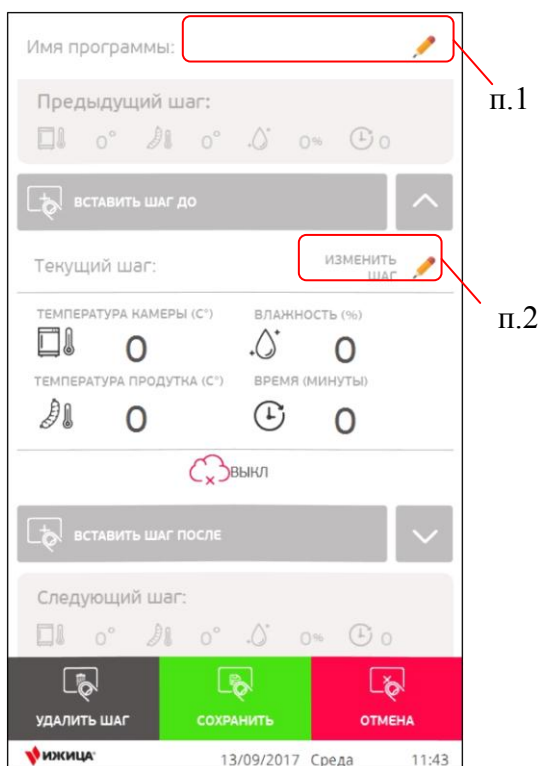 Имя программы:
п.1
Предыдущий шаг:
0° 0° 0% 0
ВСТАВИТЬ ШАГ ДО
Текущий шаг:
ИЗМЕНИТЬ
ШАГ
п.2
ТЕМПЕРАТУРА КАМЕРЫ (С°) ВЛАЖНОСТЬ (%)
0 0
ТЕМПЕРАТУРА ПРОДУТКА (С°) ВРЕМЯ (МИНУТЫ)
0 0
ВЫКЛ
ВСТАВИТЬ ШАГ ПОСЛЕ
Следующий шаг:
0° 0° 0% 0
УДАЛИТЬ ШАГ СОХРАНИТЬ ОТМЕНА
ИЖИЦА 13/09/2017 Среда 11:43